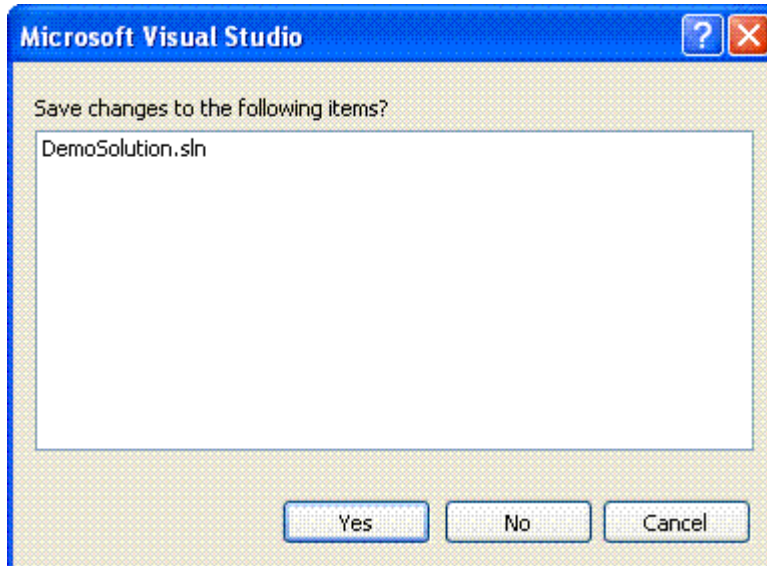 Microsoft Visual Studio
Save changes to the following items?
DemoSolution.sln
Yes No Cancel